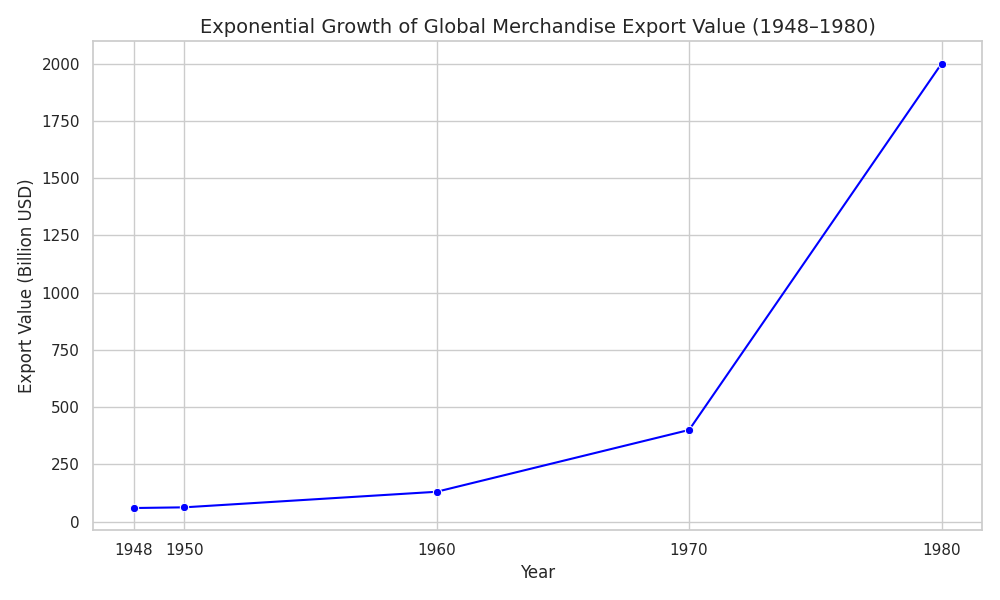 Exponential Growth of Global Merchandise Export Value (1948–1980)
Export Value (Billion USD)
2000
1750
1500
1250
1000
750
500
250
0
1948 1950 1960 1970 1980
Year